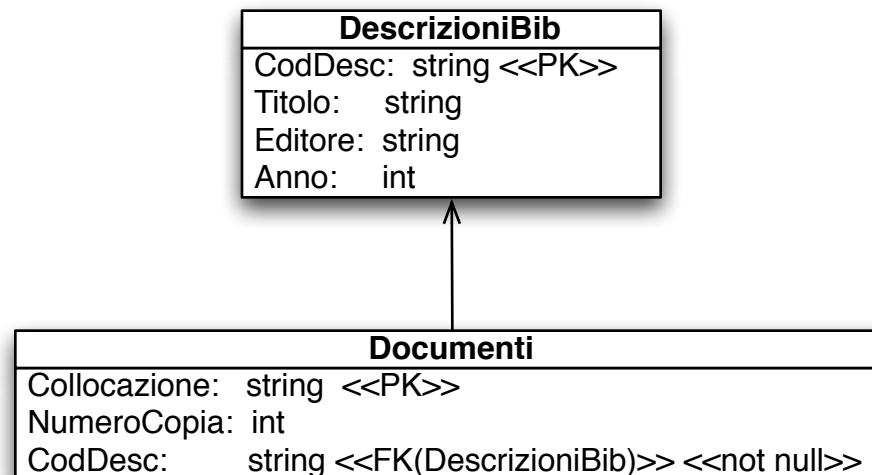 DescrizioniBib
CodDesc: string <<PK>>
Titolo: string
Editore: string
Anno: int
Documenti
Collocazione: string <<PK>>
NumeroCopia: int
CodDesc: string <<FK(DescrizioniBib)>> <<not null>>